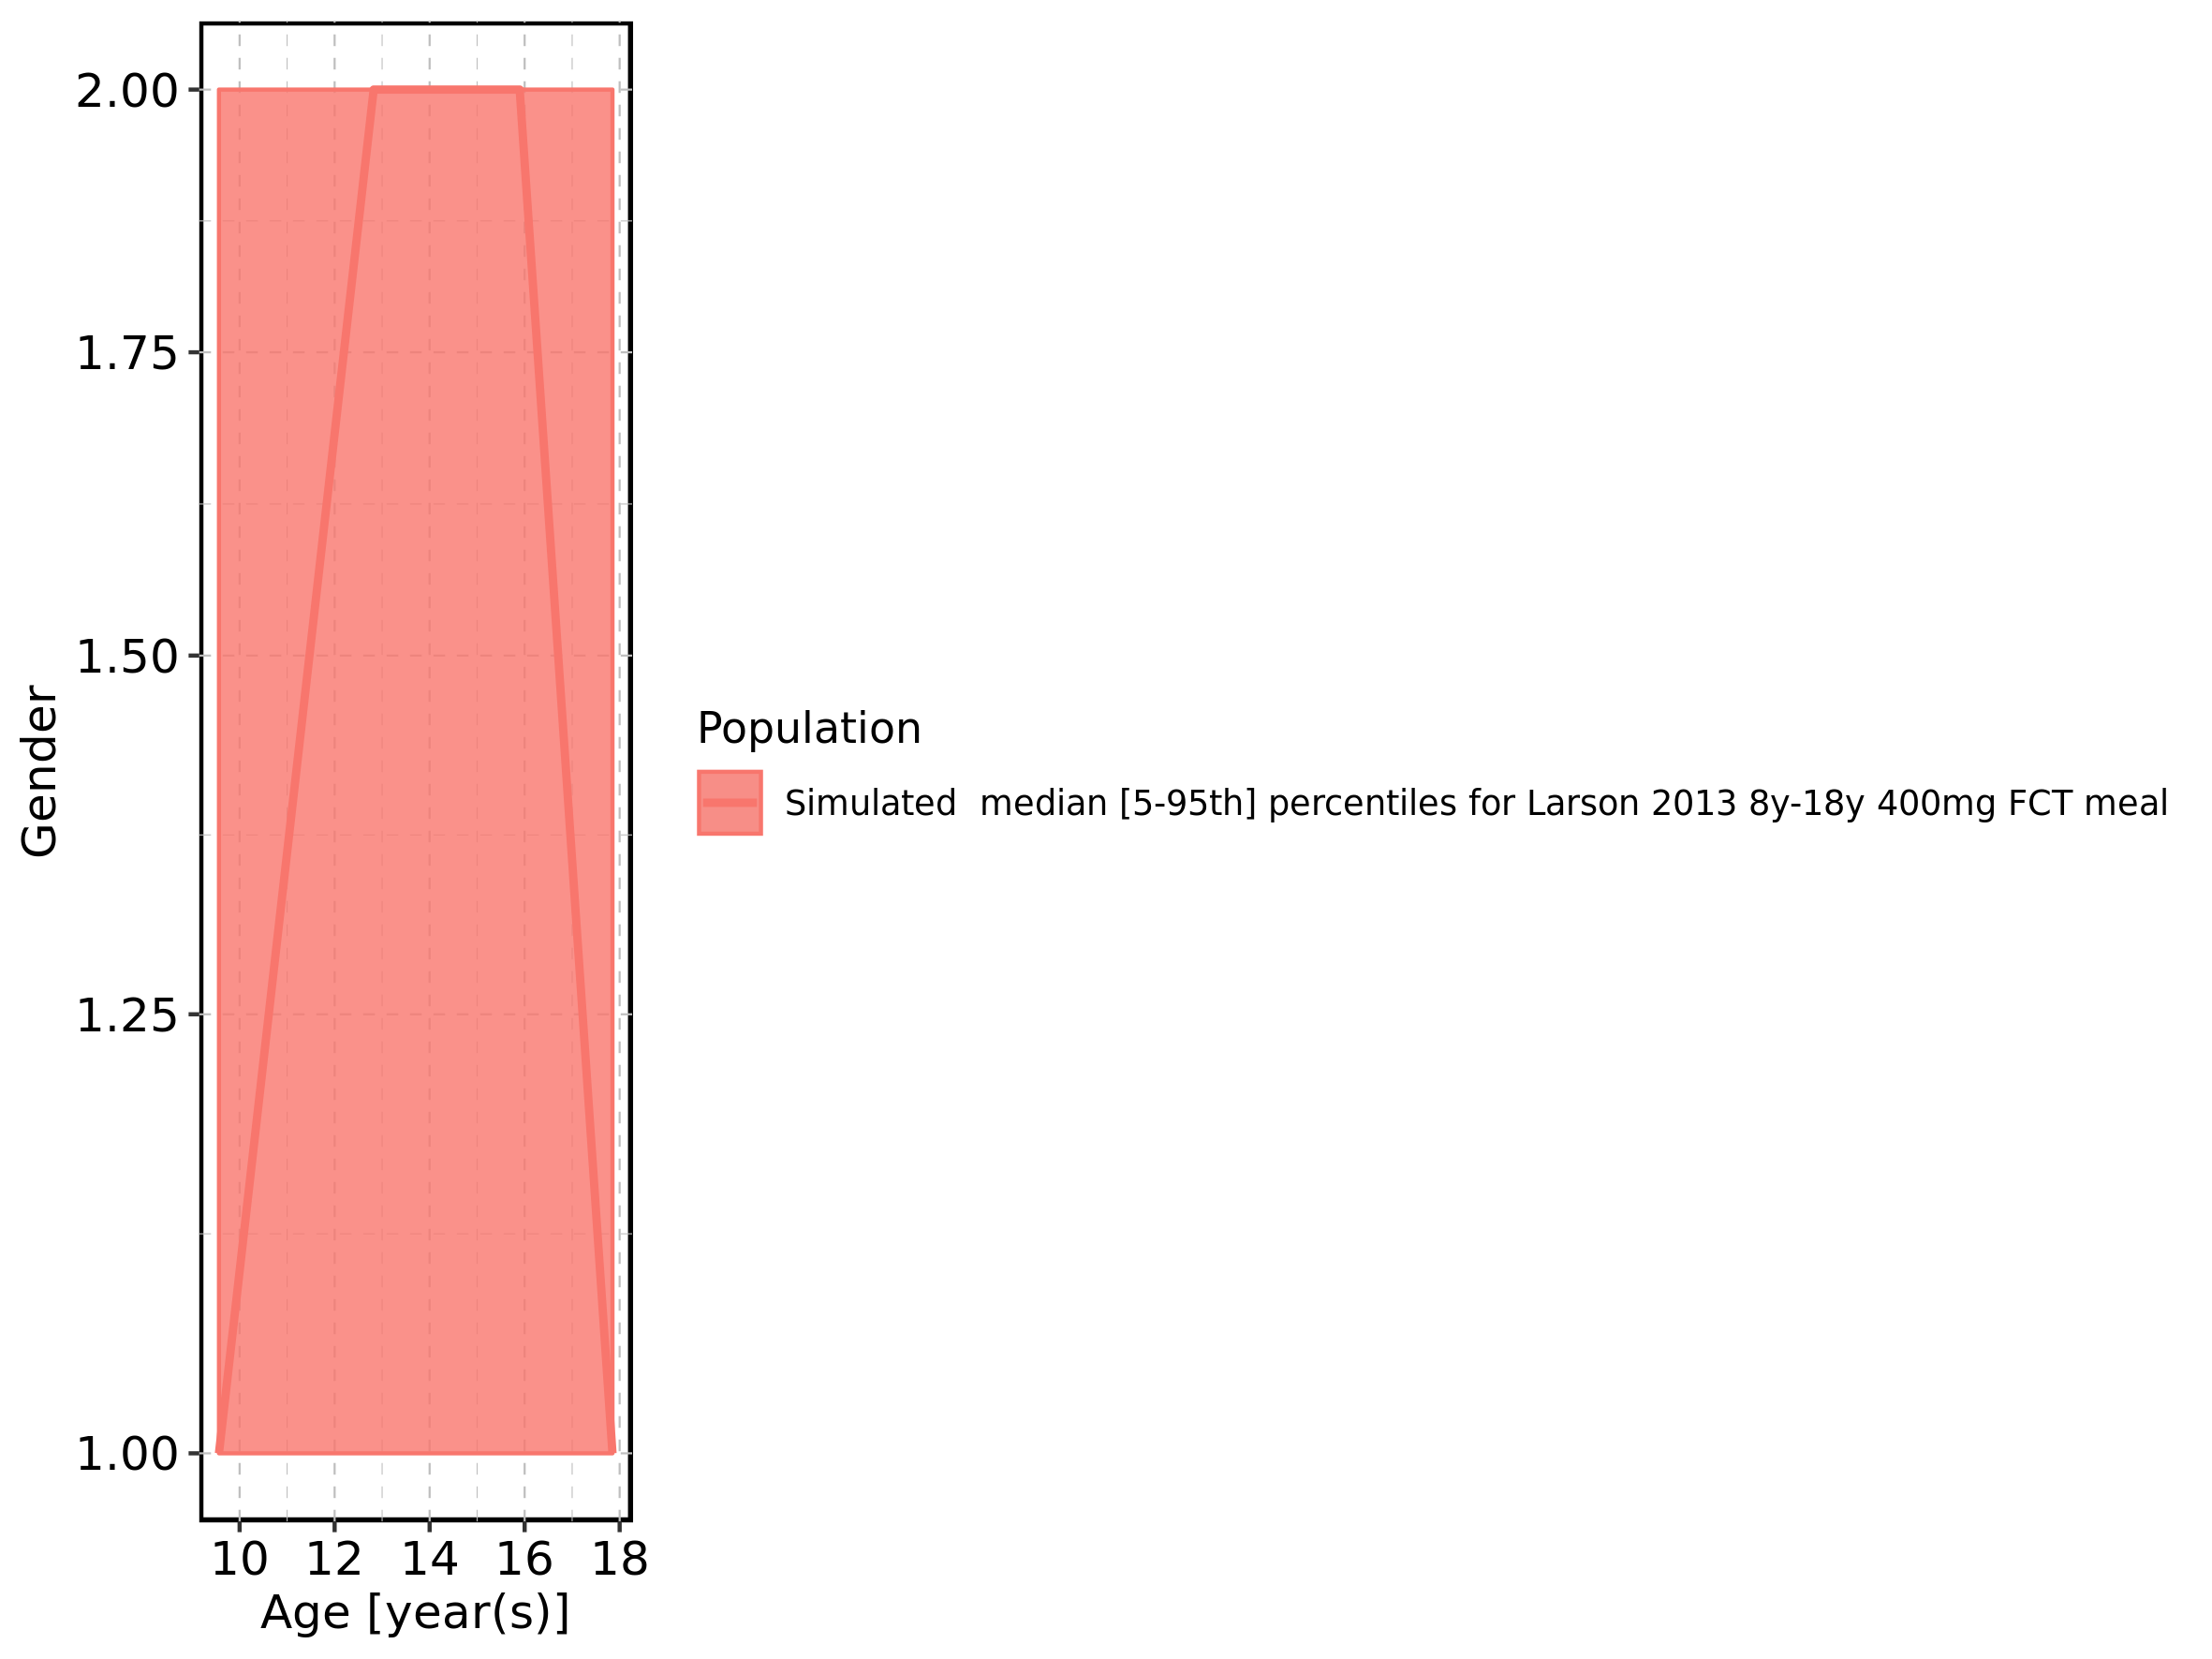 2.00
1.75
1.50
1.25
1.00
Gender
10 12 14 16 18
Age [year(s)]
Population
Simulated  median [5-95th] percentiles for Larson 2013 8y-18y 400mg FCT meal